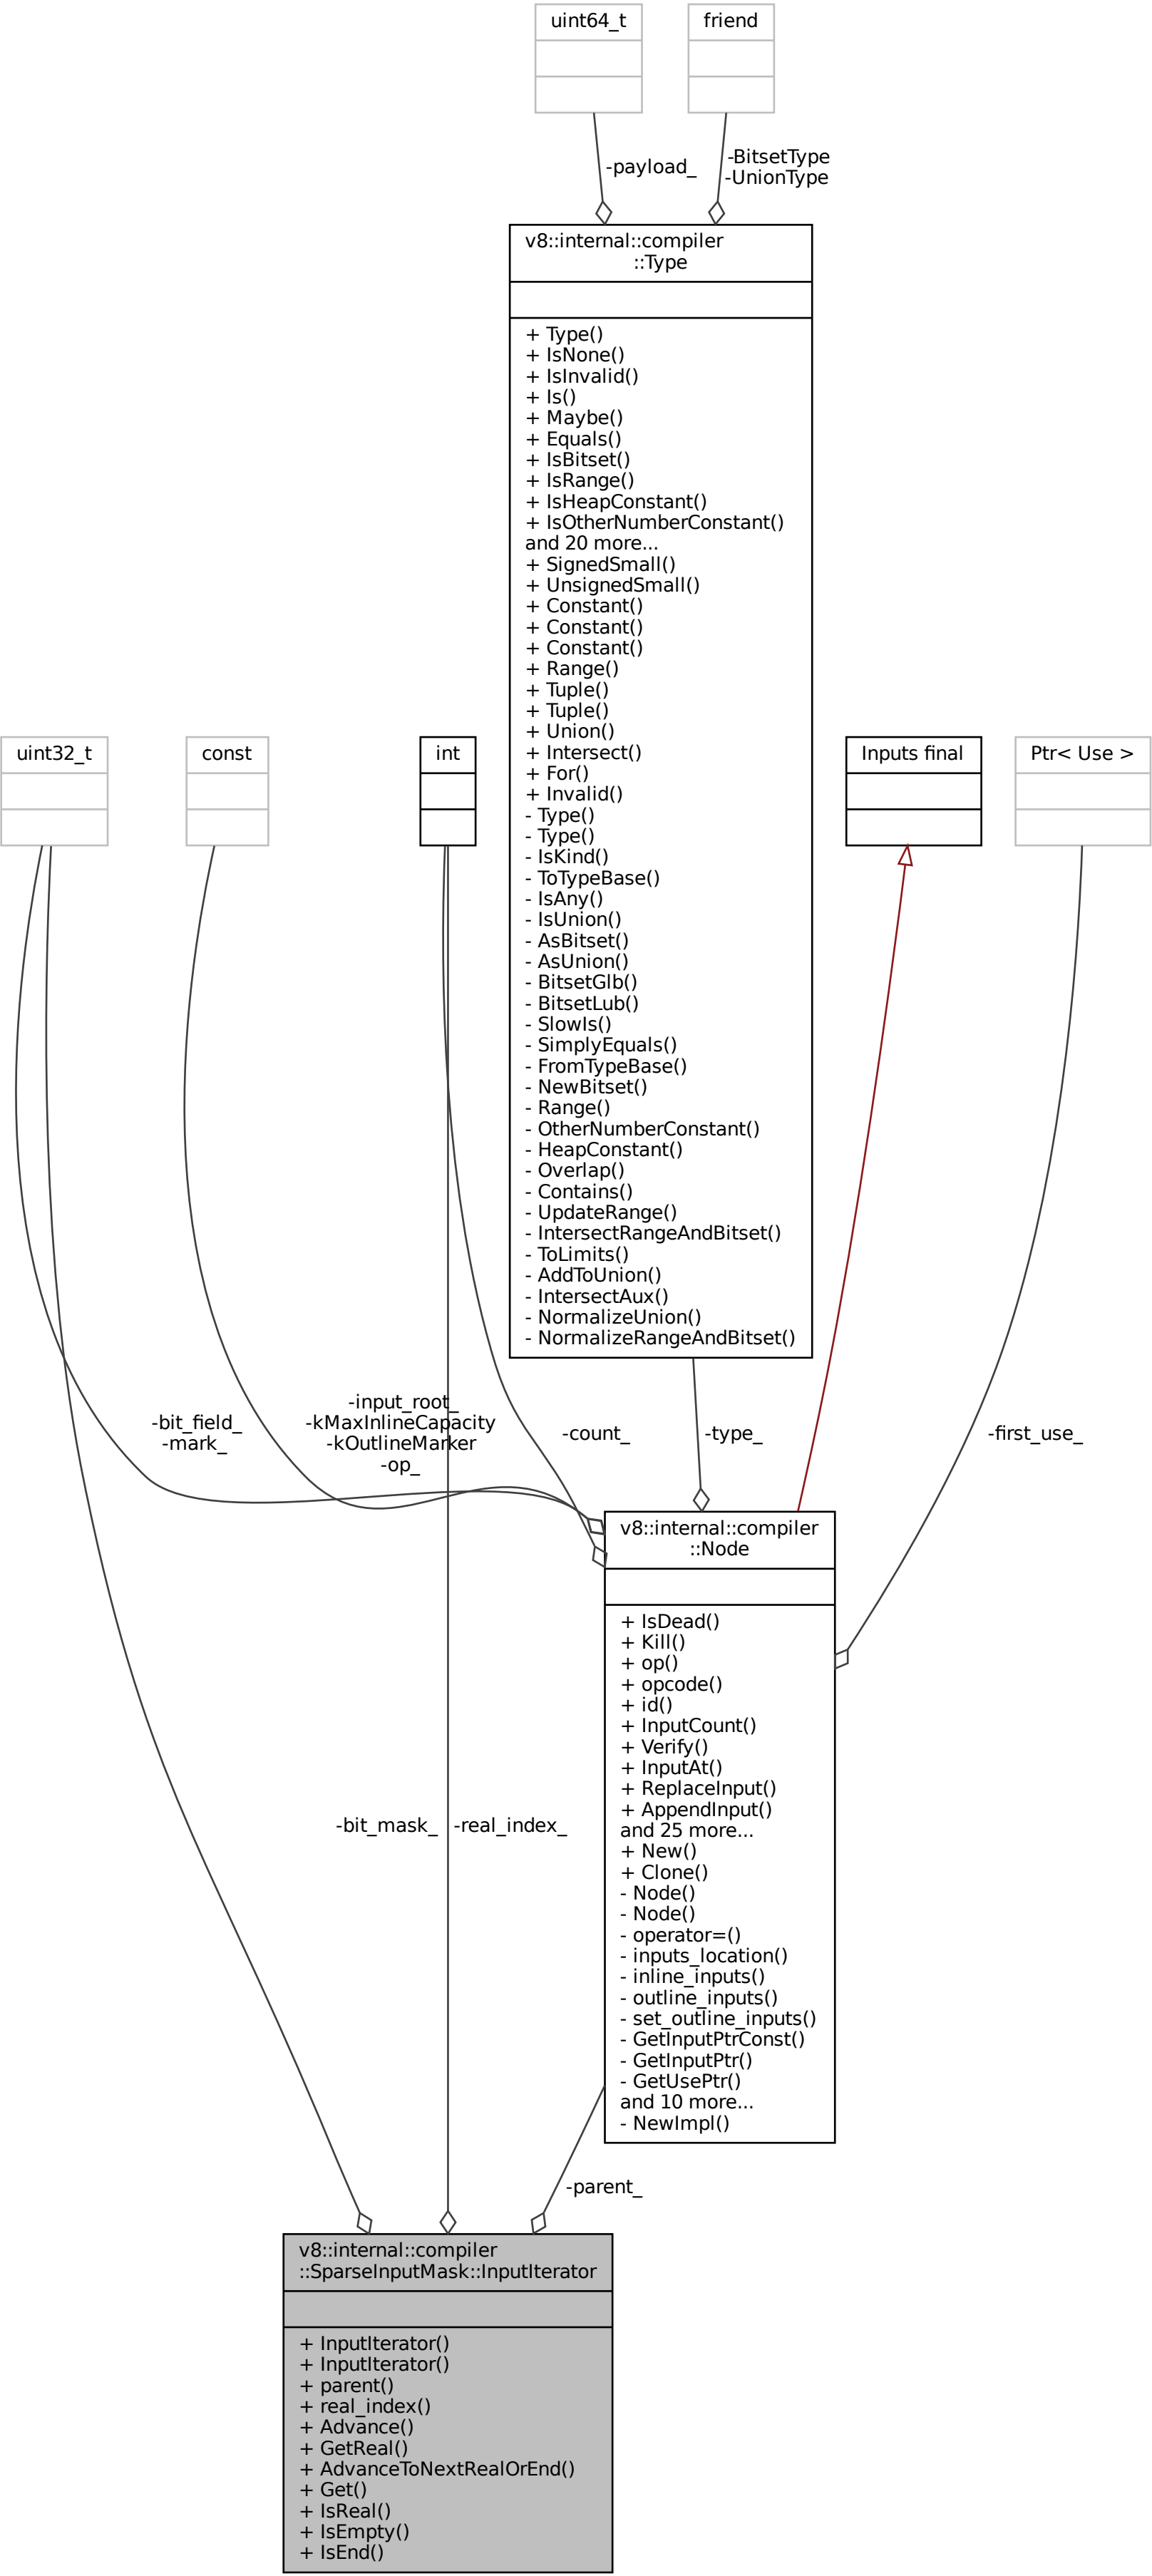 uint64_t
friend
-payload_
-BitsetType
-UnionType
v8::internal::compiler
::Type
+ Type()
+ IsNone()
+ IsInvalid()
+ Is()
+ Maybe()
+ Equals()
+ IsBitset()
+ IsRange()
+ IsHeapConstant()
+ IsOtherNumberConstant()
and 20 more...
+ SignedSmall()
+ UnsignedSmall()
+ Constant()
+ Constant()
+ Constant()
+ Range()
+ Tuple()
+ Tuple()
+ Union()
+ Intersect()
+ For()
+ Invalid()
- Type()
- Type()
- IsKind()
- ToTypeBase()
- IsAny()
- IsUnion()
- AsBitset()
- AsUnion()
- BitsetGlb()
- BitsetLub()
- SlowIs()
- SimplyEquals()
- FromTypeBase()
- NewBitset()
- Range()
- OtherNumberConstant()
- HeapConstant()
- Overlap()
- Contains()
- UpdateRange()
- IntersectRangeAndBitset()
- ToLimits()
- AddToUnion()
- IntersectAux()
- NormalizeUnion()
- NormalizeRangeAndBitset()
uint32_t
const
int
Inputs final
Ptr< Use >
-bit_field_
-mark_
-input_root_
-kMaxInlineCapacity
-kOutlineMarker
-op_
-count_
-type_
-first_use_
v8::internal::compiler
::Node
+ IsDead()
+ Kill()
+ op()
+ opcode()
+ id()
+ InputCount()
+ Verify()
+ InputAt()
+ ReplaceInput()
+ AppendInput()
and 25 more...
+ New()
+ Clone()
- Node()
- Node()
- operator=()
- inputs_location()
- inline_inputs()
- outline_inputs()
- set_outline_inputs()
- GetInputPtrConst()
- GetInputPtr()
- GetUsePtr()
and 10 more...
- NewImpl()
-bit_mask_
-real_index_
-parent_
v8::internal::compiler
::SparseInputMask::InputIterator
+ InputIterator()
+ InputIterator()
+ parent()
+ real_index()
+ Advance()
+ GetReal()
+ AdvanceToNextRealOrEnd()
+ Get()
+ IsReal()
+ IsEmpty()
+ IsEnd()